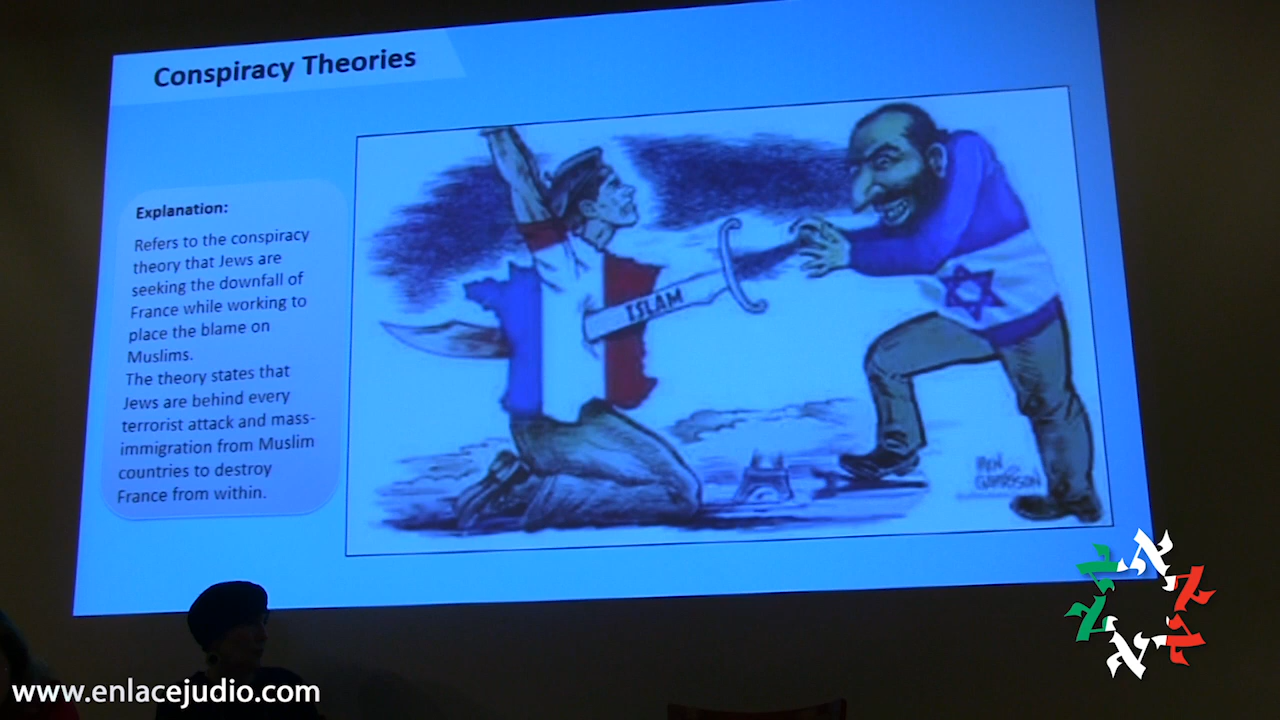 Conspiracy Theories
Explanation:
Refers to the conspiracy
theory that Jews are
seeking the downfall of
France while working to
place the blame on
Muslims.
The theory states that
Jews are behind every
terrorist attack and mass-
immigration from Muslim
countries to destroy
France from within.
ISLAM
BEN
GARRISON
www.enlacejudio.com